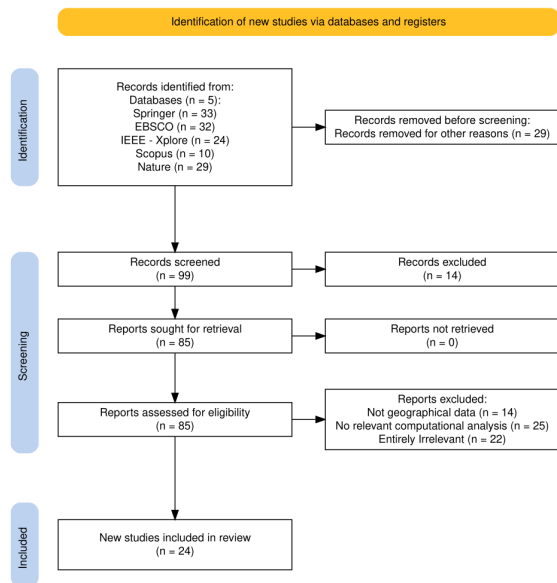 Identification of new studies via databases and registers
Identification
Records identified from:
Databases (n = 5):
Springer (n = 33)
EBSCO (n = 32)
IEEE - Xplore (n = 24)
Scopus (n = 10)
Nature (n = 29)
Records removed before screening:
Records removed for other reasons (n = 29)
Screening
Records screened
(n = 99)
Records excluded
(n = 14)
Reports sought for retrieval
(n = 85)
Reports not retrieved
(n = 0)
Reports assessed for eligibility
(n = 85)
Reports excluded:
Not geographical data (n = 14)
No relevant computational analysis (n = 25)
Entirely Irrelevant (n = 22)
Included
New studies included in review
(n = 24)